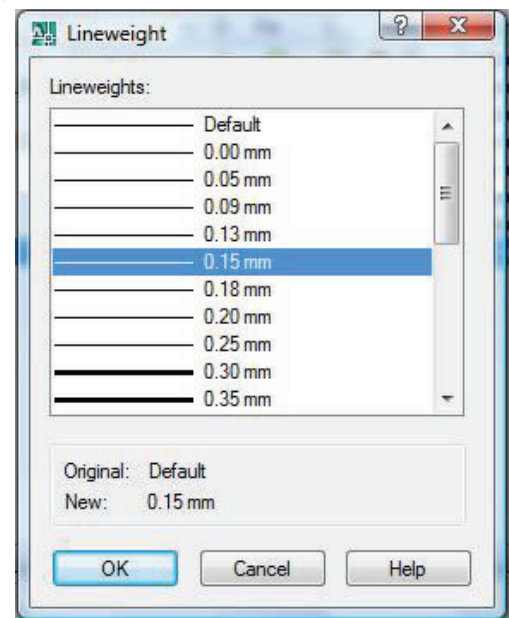 Lineweight
Lineweights:
Default
0.00 mm
0.05 mm
0.09 mm
0.13 mm
0.15 mm
0.18 mm
0.20 mm
0.25 mm
0.30 mm
0.35 mm
Original: Default
New: 0.15 mm
OK Cancel Help